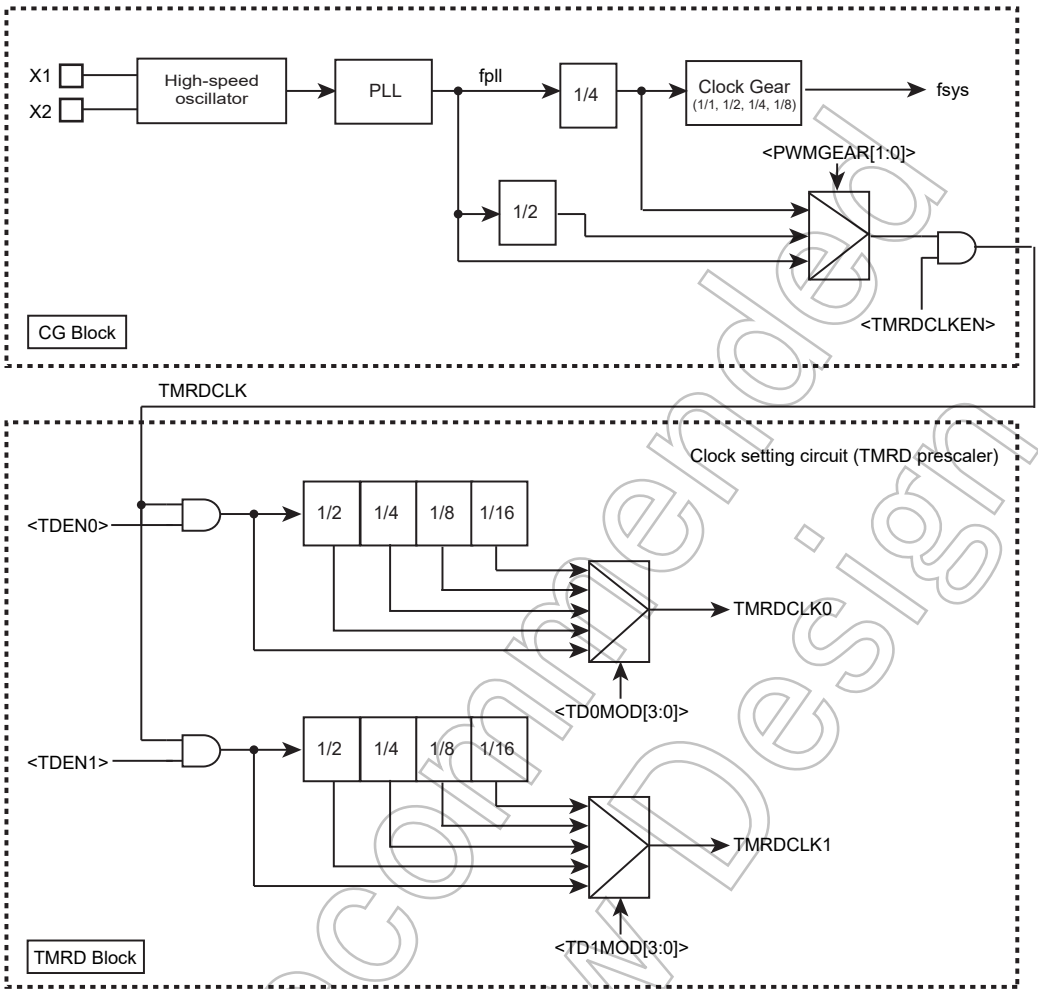 X1
X2
High-speed
oscillator
PLL
fpll
1/4
Clock Gear
(1/1, 1/2, 1/4, 1/8)
fsys
<PWMGEAR[1:0]>
1/2
<TMRDCLKEN>
CG Block
TMRDCLK
Clock setting circuit (TMRD prescaler)
<TDEN0>
1/2 1/4 1/8 1/16
TMRDCLK0
<TD0MOD[3:0]>
<TDEN1>
1/2 1/4 1/8 1/16
TMRDCLK1
<TD1MOD[3:0]>
TMRD Block
commended
w Design